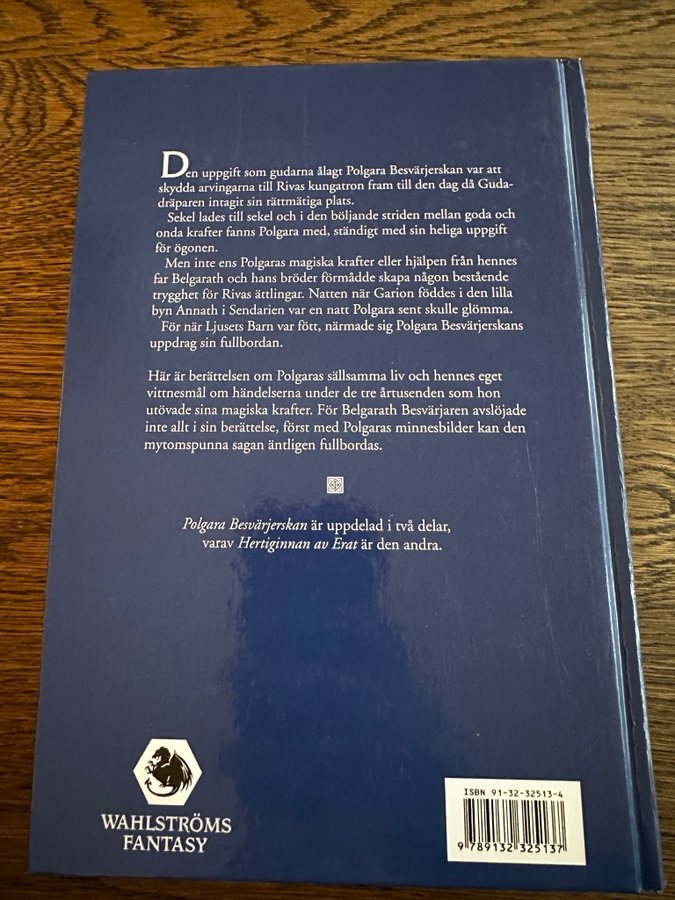 Den uppgift som gudarna ålagt Polgara Besvärjerskan var att
skydda arvingarna till Rivas kungatron fram till den dag då Guda-
dräparen intagit sin rättmätiga plats.
Sekel lades till sekel och i den böljande striden mellan goda och
onda krafter fanns Polgara med, ständigt med sin heliga uppgift
för ögonen.
Men inte ens Polgaras magiska krafter eller hjälpen från hennes
far Belgarath och hans bröder förmådde skapa någon bestående
trygghet för Rivas ättlingar. Natten när Garion föddes i den lilla
byn Annath i Sendarien var en natt Polgara sent skulle glömma.
För när Ljusets Barn var fött, närmade sig Polgara Besvärjerskans
uppdrag sin fullbordan.
Här är berättelsen om Polgaras sällsamma liv och hennes eget
vittnesmål om händelserna under de tre årtusenden som hon
utövade sina magiska krafter. För Belgarath Besvärjaren avslöjade
inte allt i sin berättelse, först med Polgaras minnesbilder kan den
mytomspunna sagan äntligen fullbordas.
Polgara Besvärjerskan är uppdelad i två delar,
varav Hertiginnan av Erat är den andra.
WAHLSTRÖMS
FANTASY
ISBN 91-32-32513-4
9 789132 325137